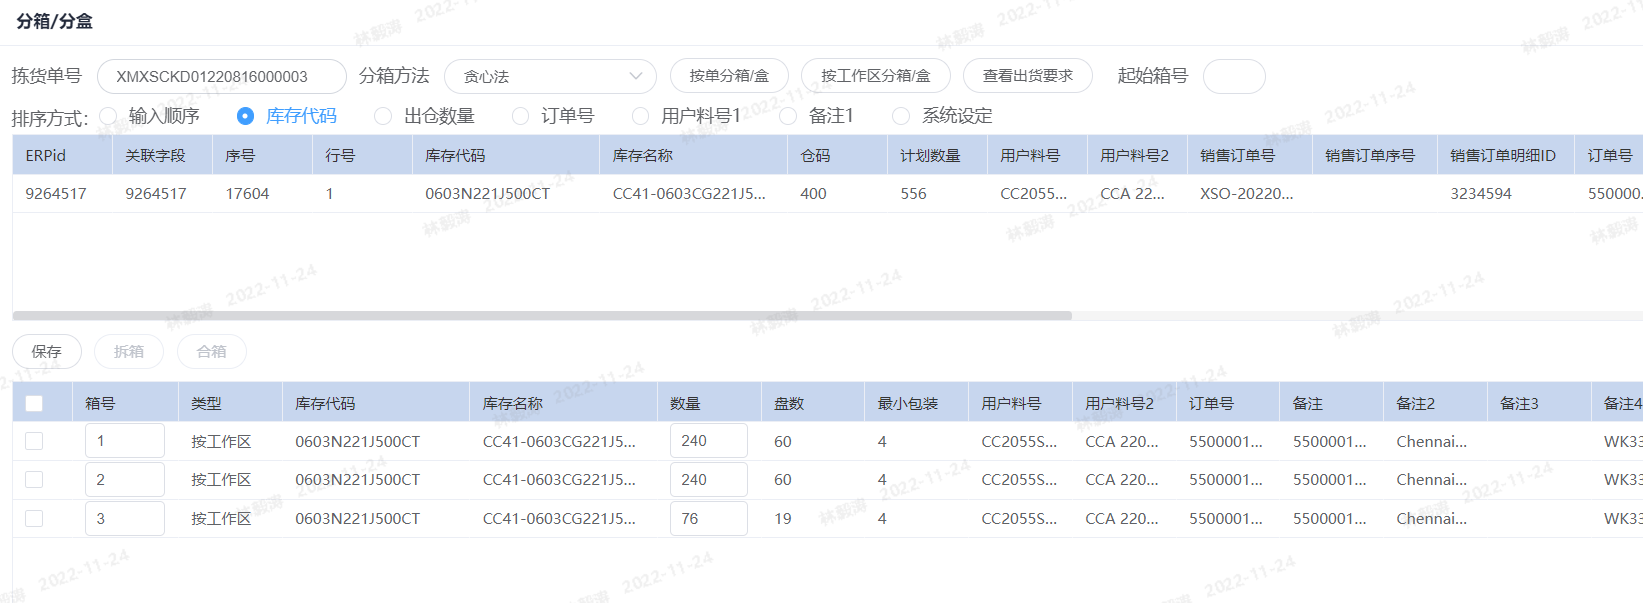 分箱/分盒
拣货单号 XMXSCKD01220816000003 分箱方法 贪心法 按单分箱/盒 按工作区分箱/盒 查看出货要求 起始箱号
排序方式: 输入顺序 库存代码 出仓数量 订单号 用户料号1 备注1 系统设定
ERPid 关联字段 序号 行号 库存代码 库存名称 仓码 计划数量 用户料号 用户料号2 销售订单号 销售订单序号 销售订单明细ID 订单号
9264517 9264517 17604 1 0603N221J500CT CC41-0603CG221J5... 400 556 CC2055... CCA 22... XSO-20220... 3234594 550000.
保存 拆箱 合箱
箱号 类型 库存代码 库存名称 数量 盘数 最小包装 用户料号 用户料号2 订单号 备注 备注2 备注3 备注4
1 按工作区 0603N221J500CT CC41-0603CG221J5... 240 60 4 CC2055S... CCA 220... 5500001... 5500001... Chennai... WK33
2 按工作区 0603N221J500CT CC41-0603CG221J5... 240 60 4 CC2055S... CCA 220... 5500001... 5500001... Chennai... WK33
3 按工作区 0603N221J500CT CC41-0603CG221J5... 76 19 4 CC2055S... CCA 220... 5500001... 5500001... Chennai... WK33
林毅涛 2022-11-24